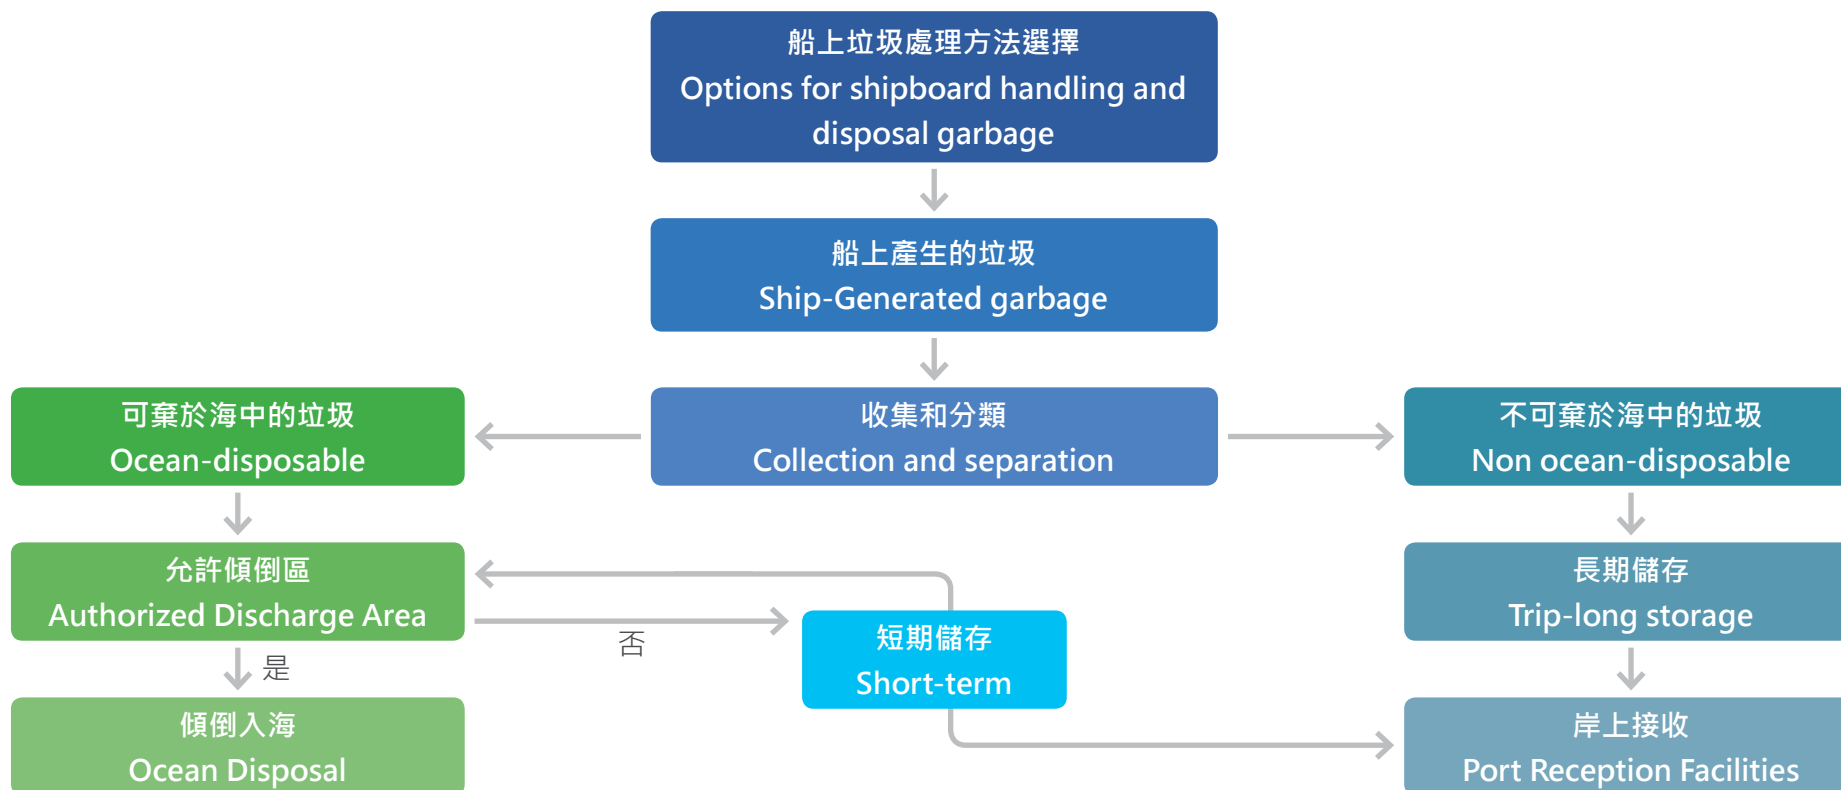 船上垃圾處理方法選擇
Options for shipboard handling and
disposal garbage
船上產生的垃圾
Ship-Generated garbage
可棄於海中的垃圾
Ocean-disposable
收集和分類
Collection and separation
不可棄於海中的垃圾
Non ocean-disposable
允許傾倒區
Authorized Discharge Area
否
短期儲存
Short-term
長期儲存
Trip-long storage
是
傾倒入海
Ocean Disposal
岸上接收
Port Reception Facilities